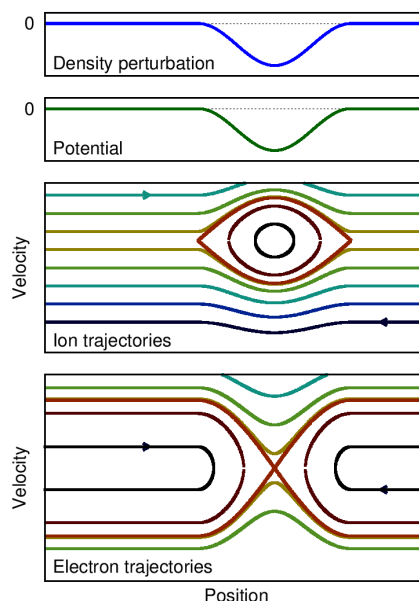 0
Density perturbation
0
Potential
Velocity
Ion trajectories
Velocity
Electron trajectories
Position